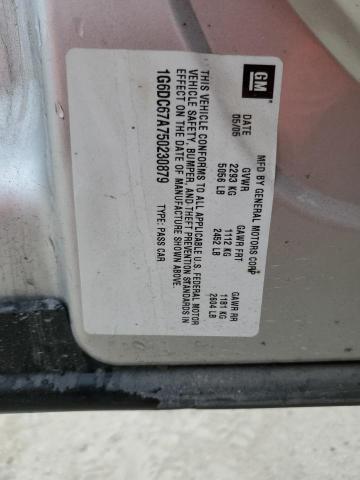 GM
MFD BY GENERAL MOTORS CORP
DATE GVWR GAWR FRT GAWR RR
05/05 2293 KG 1112 KG 1181 KG
5056 LB 2452 LB 2604 LB
THIS VEHICLE CONFORMS TO ALL APPLICABLE U.S. FEDERAL MOTOR
VEHICLE SAFETY, BUMPER, AND THEFT PREVENTION STANDARDS IN
EFFECT ON THE DATE OF MANUFACTURE SHOWN ABOVE.
1G6DC67A750230879 TYPE: PASS CAR